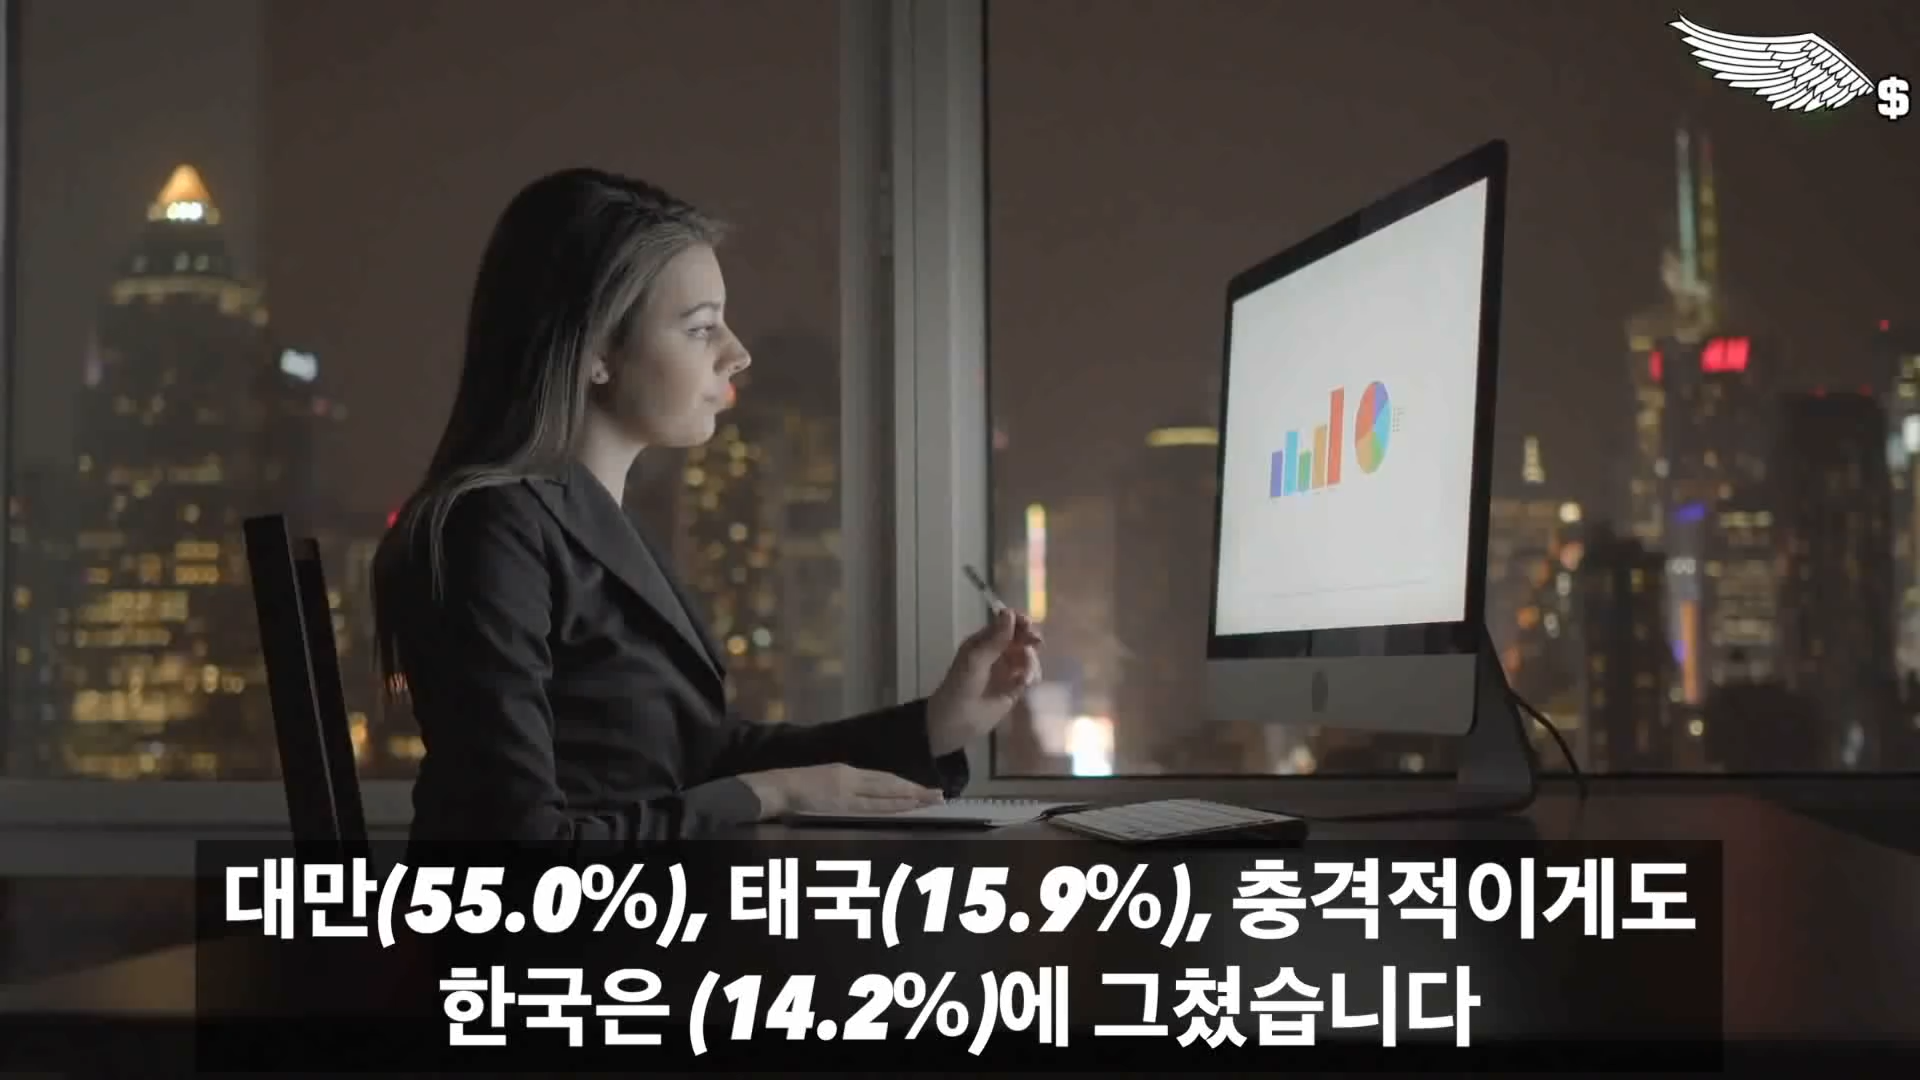 $
대만(55.0%), 태국(15.9%), 충격적이게도
한국은 (14.2%)에 그쳤습니다